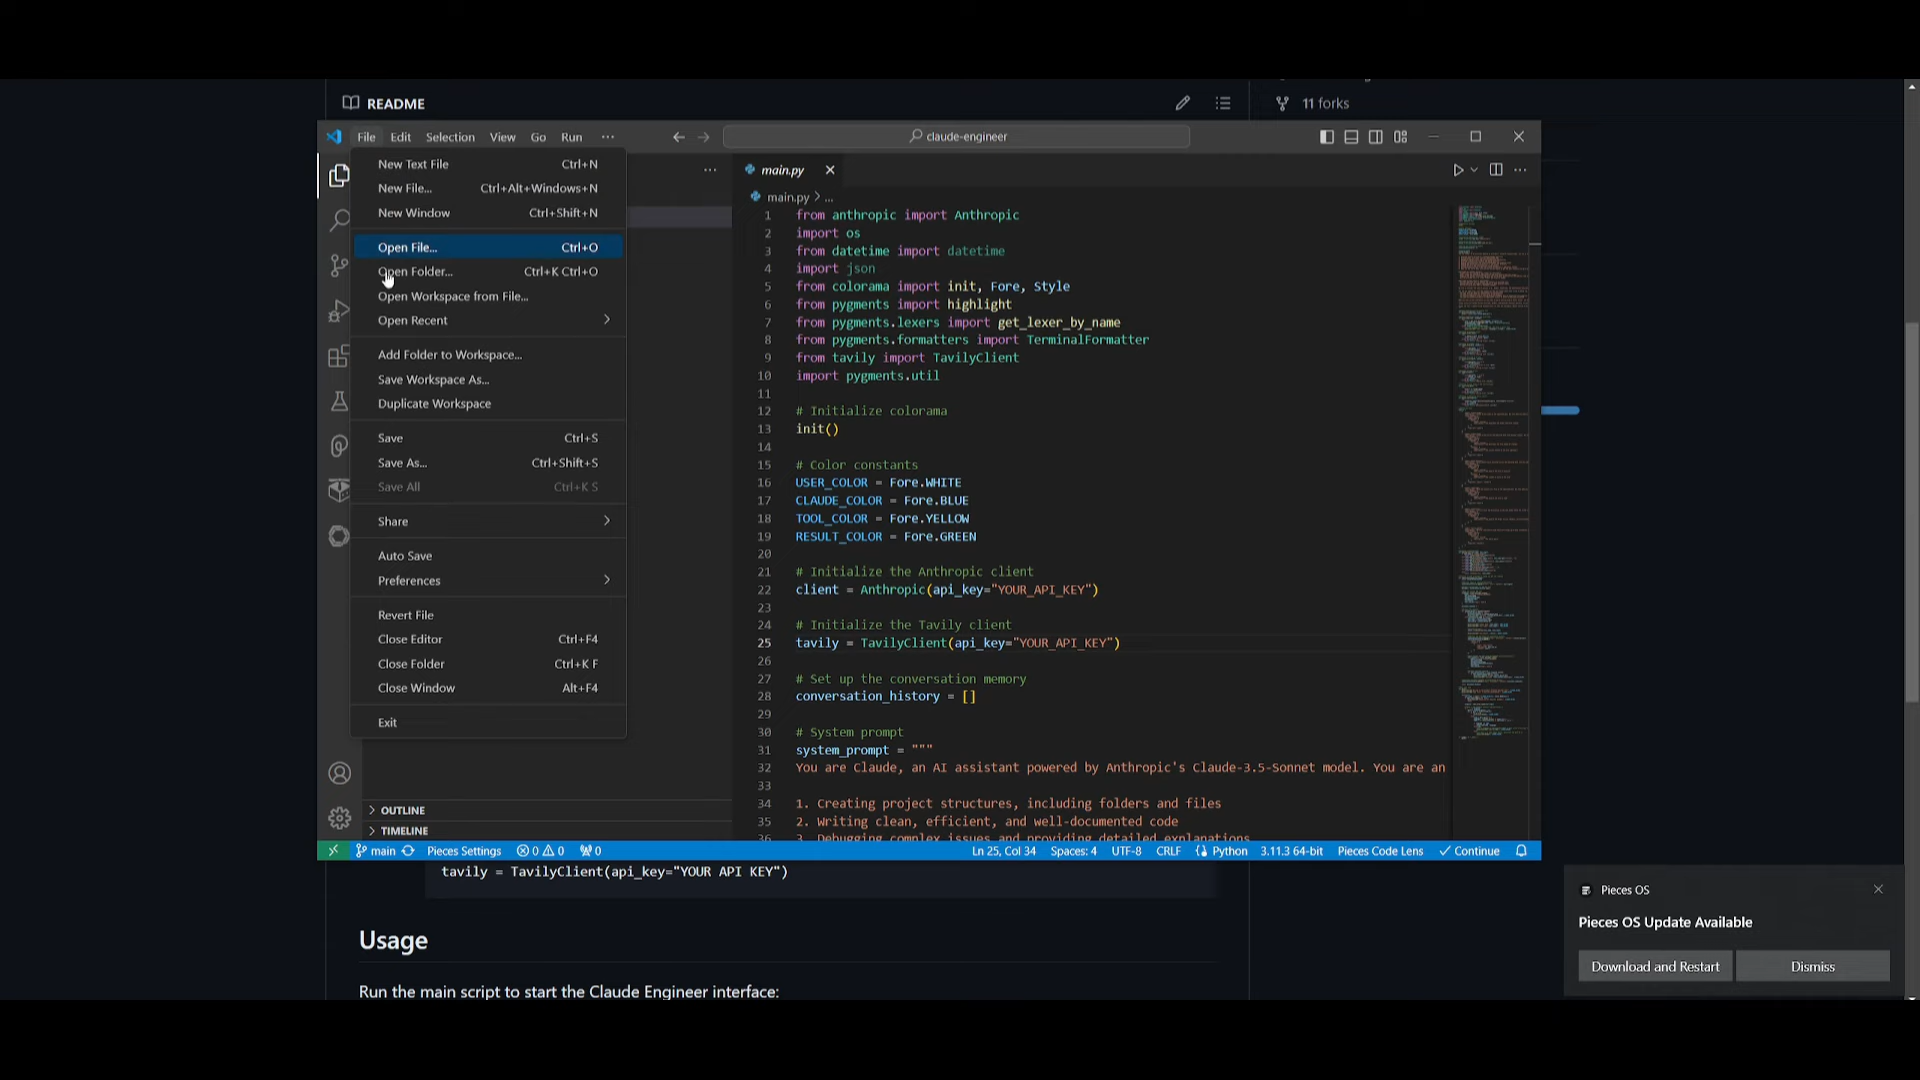 README
11 forks
File Edit Selection View Go Run
claude-engineer
New Text File Ctrl+N
New File... Ctrl+Alt+Windows+N
New Window Ctrl+Shift+N
Open File... Ctrl+O
Open Folder... Ctrl+K Ctrl+O
Open Workspace from File...
Open Recent
Add Folder to Workspace...
Save Workspace As...
Duplicate Workspace
Save Ctrl+S
Save As... Ctrl+Shift+S
Save All Ctrl+K S
Share
Auto Save
Preferences
Revert File
Close Editor Ctrl+F4
Close Folder Ctrl+K F
Close Window Alt+F4
Exit
OUTLINE
TIMELINE
main.py
main.py > ...
1 from anthropic import Anthropic
2 import os
3 from datetime import datetime
4 import json
5 from colorama import init, Fore, Style
6 from pygments import highlight
7 from pygments.lexers import get_lexer_by_name
8 from pygments.formatters import TerminalFormatter
9 from tavily import TavilyClient
10 import pygments.util
11
12 # Initialize colorama
13 init()
14
15 # Color constants
16 USER_COLOR = Fore.WHITE
17 CLAUDE_COLOR = Fore.BLUE
18 TOOL_COLOR = Fore.YELLOW
19 RESULT_COLOR = Fore.GREEN
20
21 # Initialize the Anthropic client
22 client = Anthropic(api_key="YOUR_API_KEY")
23
24 # Initialize the Tavily client
25 tavily = TavilyClient(api_key="YOUR_API_KEY")
26
27 # Set up the conversation memory
28 conversation_history = []
29
30 # System prompt
31 system_prompt = """
32 You are Claude, an AI assistant powered by Anthropic's Claude-3.5-Sonnet model. You are an
33
34 1. Creating project structures, including folders and files
35 2. Writing clean, efficient, and well-documented code
36 3. Debugging complex issues and providing detailed explanations
main Pieces Settings 0 0 0 Ln 25, Col 34 Spaces: 4 UTF-8 CRLF Python 3.11.3 64-bit Pieces Code Lens Continue
tavily = TavilyClient(api_key="YOUR API KEY")
Usage
Run the main script to start the Claude Engineer interface:
Pieces OS
Pieces OS Update Available
Download and Restart Dismiss